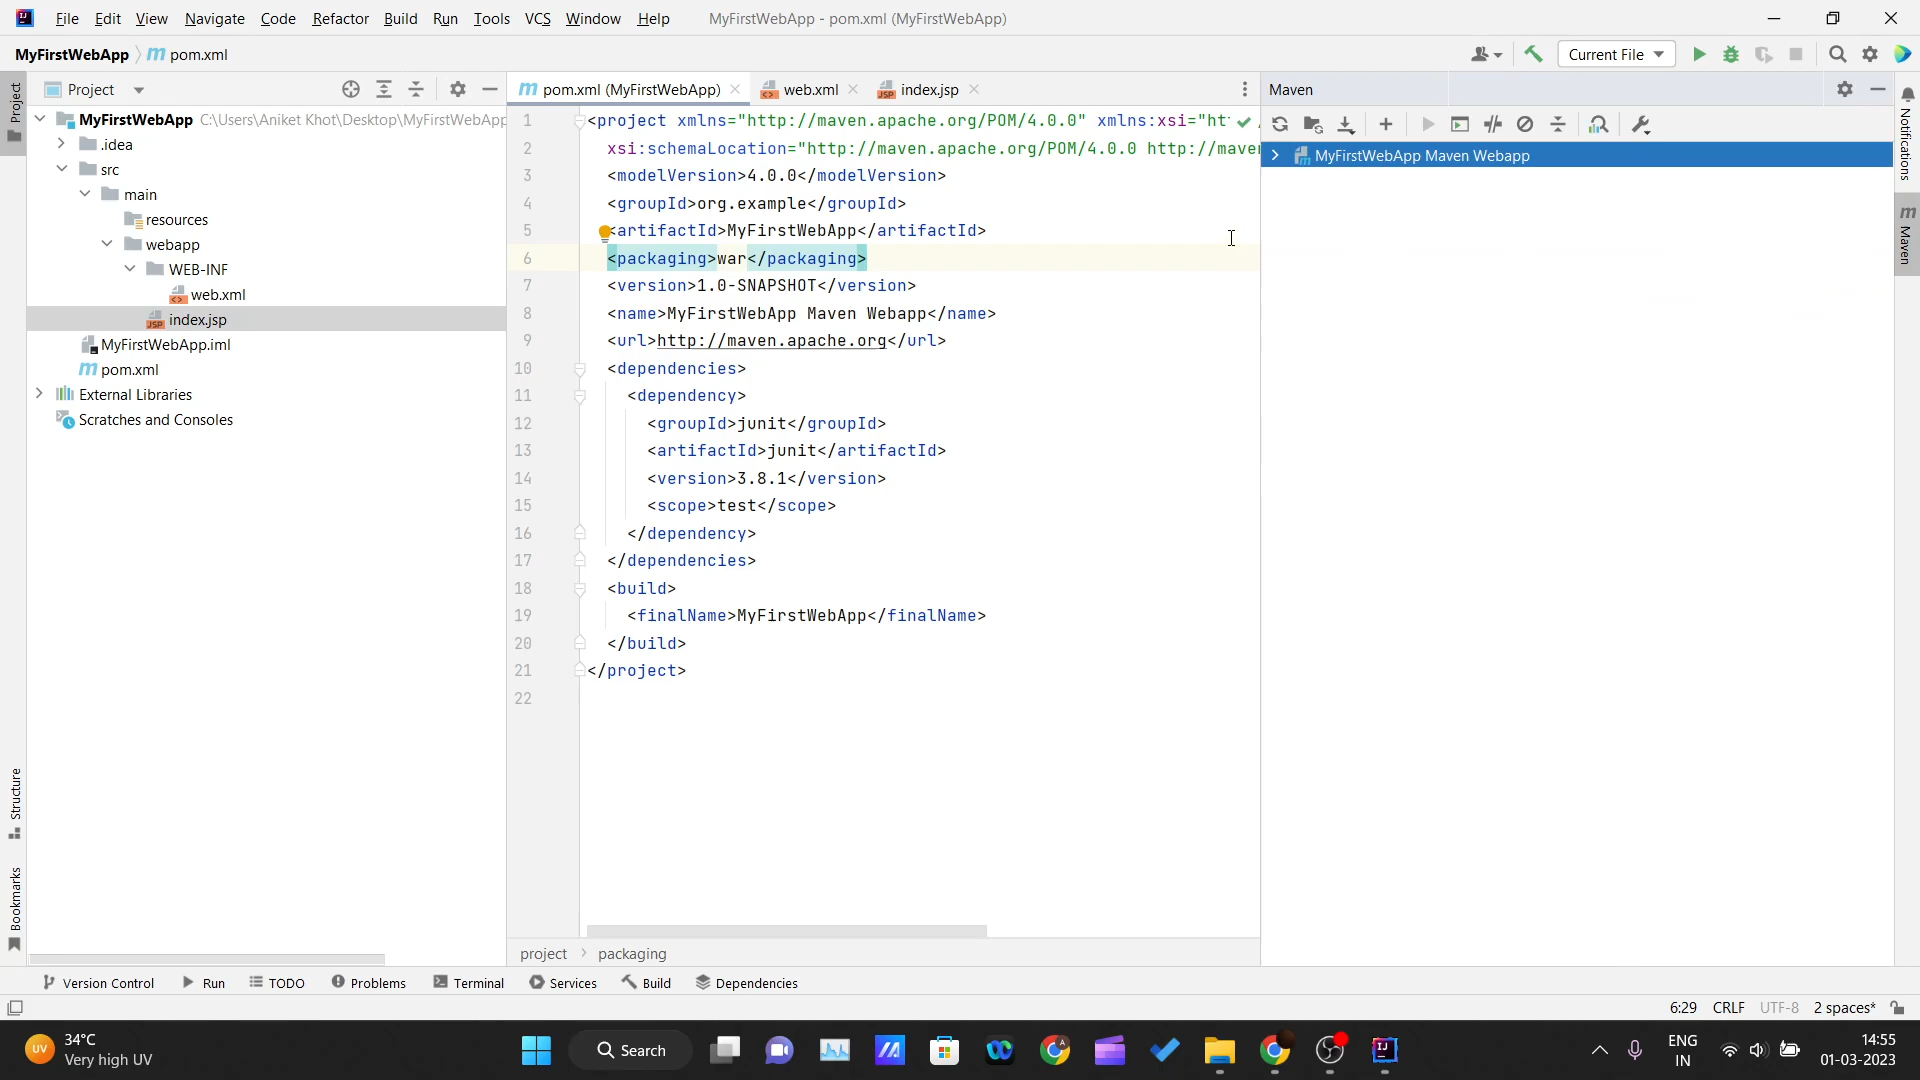 File Edit View Navigate Code Refactor Build Run Tools VCS Window Help MyFirstWebApp - pom.xml (MyFirstWebApp)
MyFirstWebApp pom.xml Current File
Project
Project
MyFirstWebApp C:\Users\Aniket Khot\Desktop\MyFirstWebApp
.idea
src
main
resources
webapp
WEB-INF
web.xml
index.jsp
MyFirstWebApp.iml
pom.xml
External Libraries
Scratches and Consoles
Structure
Bookmarks
pom.xml (MyFirstWebApp) web.xml index.jsp
1 <project xmlns="http://maven.apache.org/POM/4.0.0" xmlns:xsi="ht
2 xsi:schemaLocation="http://maven.apache.org/POM/4.0.0 http://maven
3 <modelVersion>4.0.0</modelVersion>
4 <groupId>org.example</groupId>
5 <artifactId>MyFirstWebApp</artifactId>
6 <packaging>war</packaging>
7 <version>1.0-SNAPSHOT</version>
8 <name>MyFirstWebApp Maven Webapp</name>
9 <url>http://maven.apache.org</url>
10 <dependencies>
11 <dependency>
12 <groupId>junit</groupId>
13 <artifactId>junit</artifactId>
14 <version>3.8.1</version>
15 <scope>test</scope>
16 </dependency>
17 </dependencies>
18 <build>
19 <finalName>MyFirstWebApp</finalName>
20 </build>
21 </project>
22
project packaging
Maven
MyFirstWebApp Maven Webapp
Notifications
Maven
Version Control Run TODO Problems Terminal Services Build Dependencies
6:29 CRLF UTF-8 2 spaces*
UV 34°C
Very high UV
Search
ENG
IN
14:55
01-03-2023